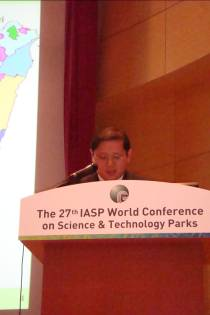 The 27th IASP World Conference
on Science & Technology Parks